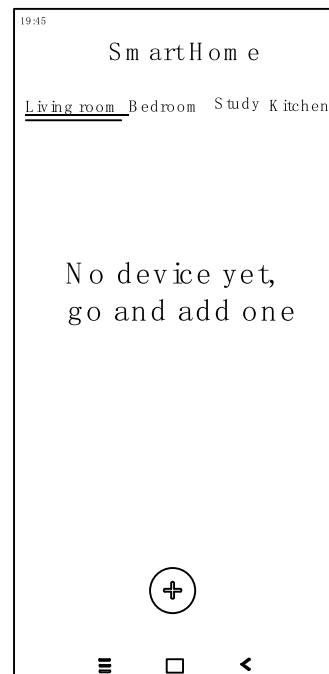 19:45
SmartHome
Living room Bedroom Study Kitchen
No device yet,
go and add one